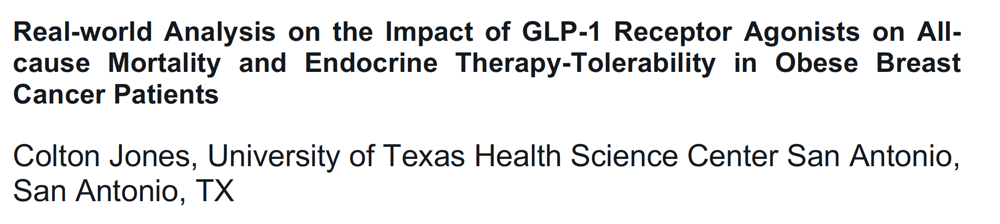 Real-world Analysis on the Impact of GLP-1 Receptor Agonists on All-
cause Mortality and Endocrine Therapy-Tolerability in Obese Breast
Cancer Patients
Colton Jones, University of Texas Health Science Center San Antonio,
San Antonio, TX